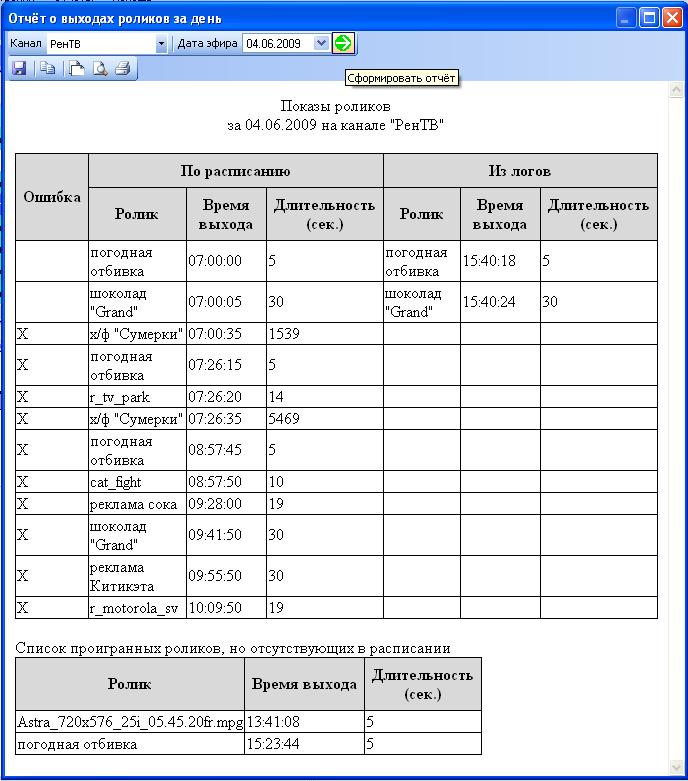 Отчёт о выходах роликов за день
Канал РенТВ Дата эфира 04.06.2009
Сформировать отчёт
Показы роликов
за 04.06.2009 на канале "РенТВ"
Ошибка По расписанию Из логов
Ролик Время выхода Длительность (сек.) Ролик Время выхода Длительность (сек.)
погодная отбивка 07:00:00 5 погодная отбивка 15:40:18 5
шоколад "Grand" 07:00:05 30 шоколад "Grand" 15:40:24 30
X х/ф "Сумерки" 07:00:35 1539
X погодная отбивка 07:26:15 5
X r_tv_park 07:26:20 14
X х/ф "Сумерки" 07:26:35 5469
X погодная отбивка 08:57:45 5
X cat_fight 08:57:50 10
X реклама сока 09:28:00 19
X шоколад "Grand" 09:41:50 30
X реклама Китикэта 09:55:50 30
X r_motorola_sv 10:09:50 19
Список проигранных роликов, но отсутствующих в расписании
Ролик Время выхода Длительность (сек.)
Astra_720x576_25i_05.45.20fr.mpg 13:41:08 5
погодная отбивка 15:23:44 5